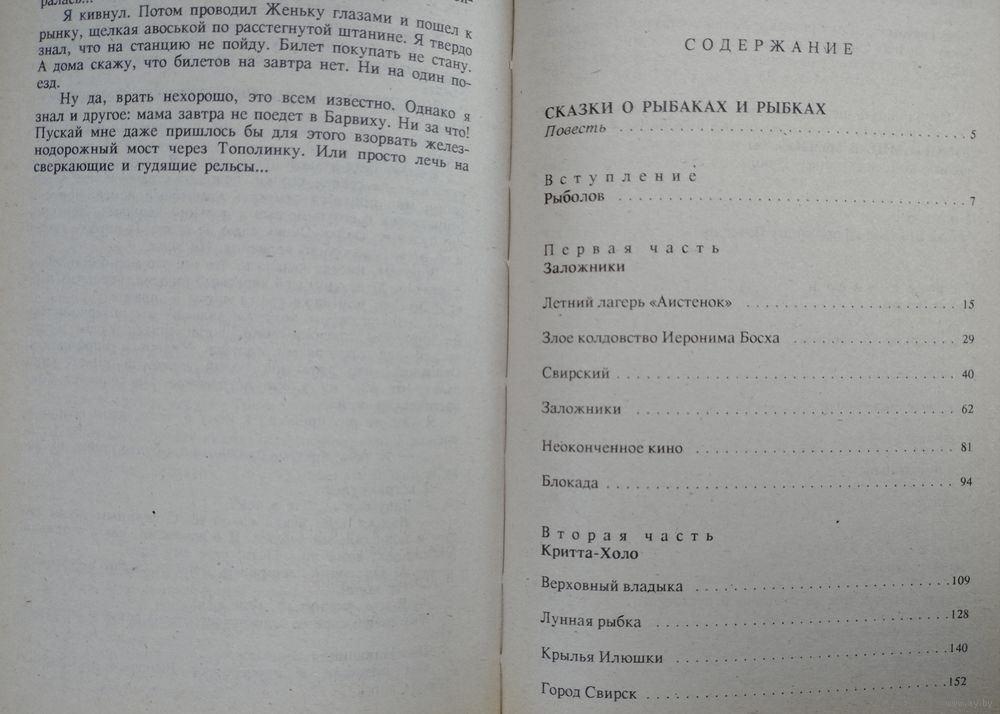 ралась...
Я кивнул. Потом проводил Женьку глазами и пошел к
рынку, щелкая авоськой по расстегнутой штанине. Я твердо
знал, что на станцию не пойду. Билет покупать не стану.
А дома скажу, что билетов на завтра нет. Ни на один по-
езд.
Ну да, врать нехорошо, это всем известно. Однако я
знал и другое: мама завтра не поедет в Барвиху. Ни за что!
Пускай мне даже пришлось бы для этого взорвать желез-
нодорожный мост через Тополинку. Или просто лечь на
сверкающие и гудящие рельсы...
СОДЕРЖАНИЕ
СКАЗКИ О РЫБАКАХ И РЫБКАХ
Повесть . . . . . . . . . . . . . . . . . . . . 5
Вступление
Рыболов . . . . . . . . . . . . . . . . . . . . 7
Первая часть
Заложники
Летний лагерь «Аистенок» . . . . . . . . . . . . 15
Злое колдовство Иеронима Босха . . . . . . . . . 29
Свирский . . . . . . . . . . . . . . . . . . . . 40
Заложники . . . . . . . . . . . . . . . . . . . 62
Неоконченное кино . . . . . . . . . . . . . . . 81
Блокада . . . . . . . . . . . . . . . . . . . . 94
Вторая часть
Критта-Холо
Верховный владыка . . . . . . . . . . . . . . . 109
Лунная рыбка . . . . . . . . . . . . . . . . . . 128
Крылья Илюшки . . . . . . . . . . . . . . . . . 140
Город Свирск . . . . . . . . . . . . . . . . . . 152